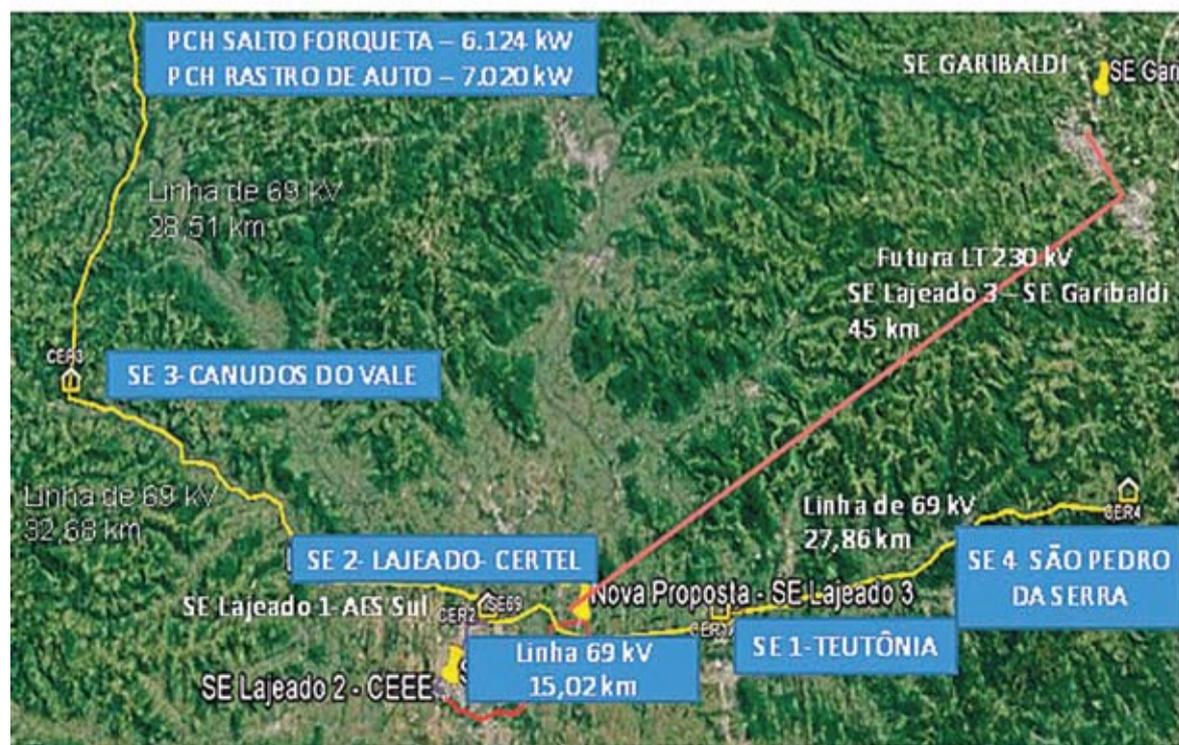 PCH SALTO FORQUETA – 6.124 kW
PCH RASTRO DE AUTO – 7.020 kW
SE GARIBALDI
SE Gari
Linha de 69 kV
28,51 km
Futura LT 230 kV
SE Lajeado 3 – SE Garibaldi
45 km
CER3
SE 3- CANUDOS DO VALE
Linha de 69 kV
32,68 km
Linha de 69 kV
27,86 km
CER4
SE 4 SÃO PEDRO
DA SERRA
SE 2- LAJEADO- CERTEL
Nova Proposta - SE Lajeado 3
SE Lajeado 1- AES Sul
SE69
CER2
SE 1-TEUTÔNIA
Linha 69 kV
15,02 km
SE Lajeado 2 - CEEE